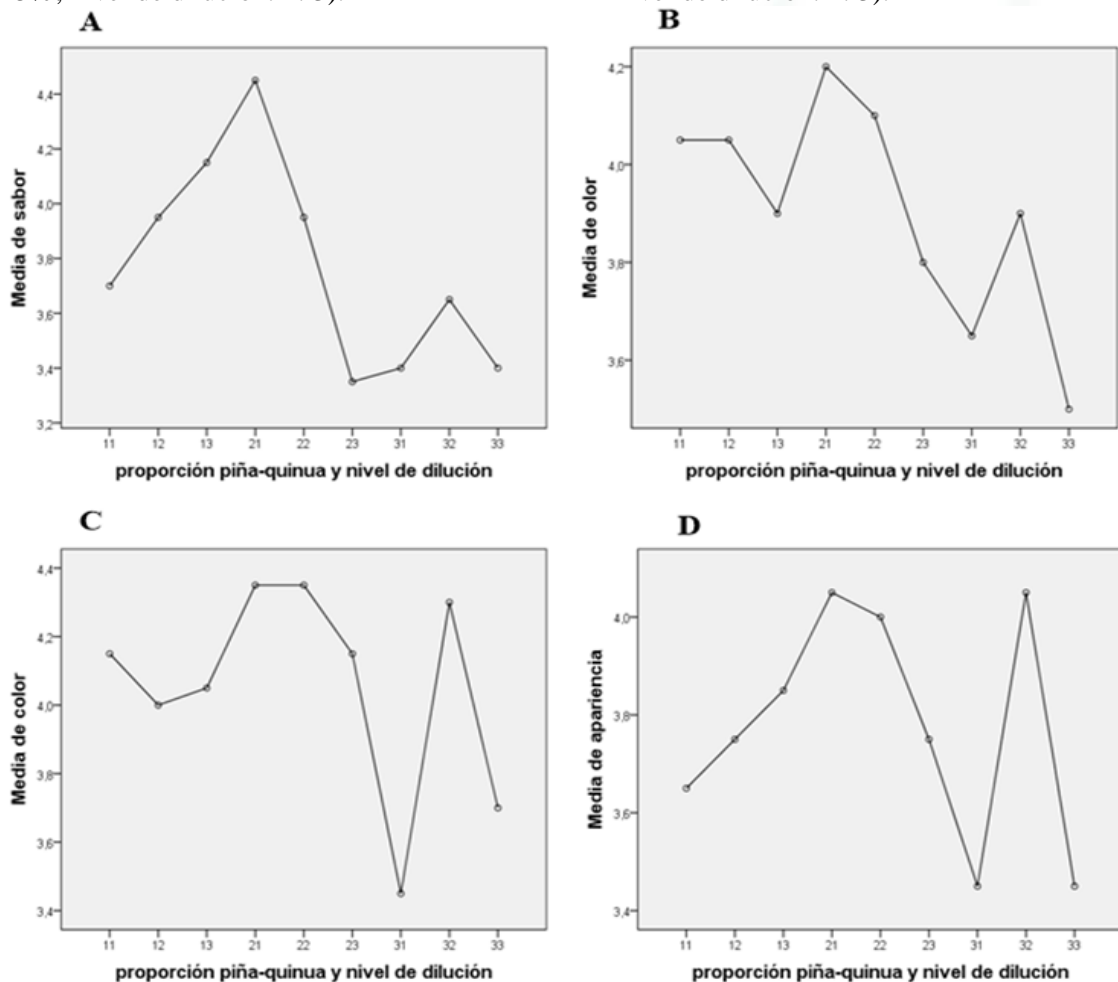 A
Media de sabor
4,4
4,2
4,0
3,8
3,6
3,4
3,2
11 12 13 21 22 23 31 32 33
proporción piña-quinua y nivel de dilución
B
Media de olor
4,2
4,0
3,8
3,6
11 12 13 21 22 23 31 32 33
proporción piña-quinua y nivel de dilución
C
Media de color
4,4
4,2
4,0
3,8
3,6
3,4
11 12 13 21 22 23 31 32 33
proporción piña-quinua y nivel de dilución
D
Media de apariencia
4,0
3,8
3,6
3,4
11 12 13 21 22 23 31 32 33
proporción piña-quinua y nivel de dilución